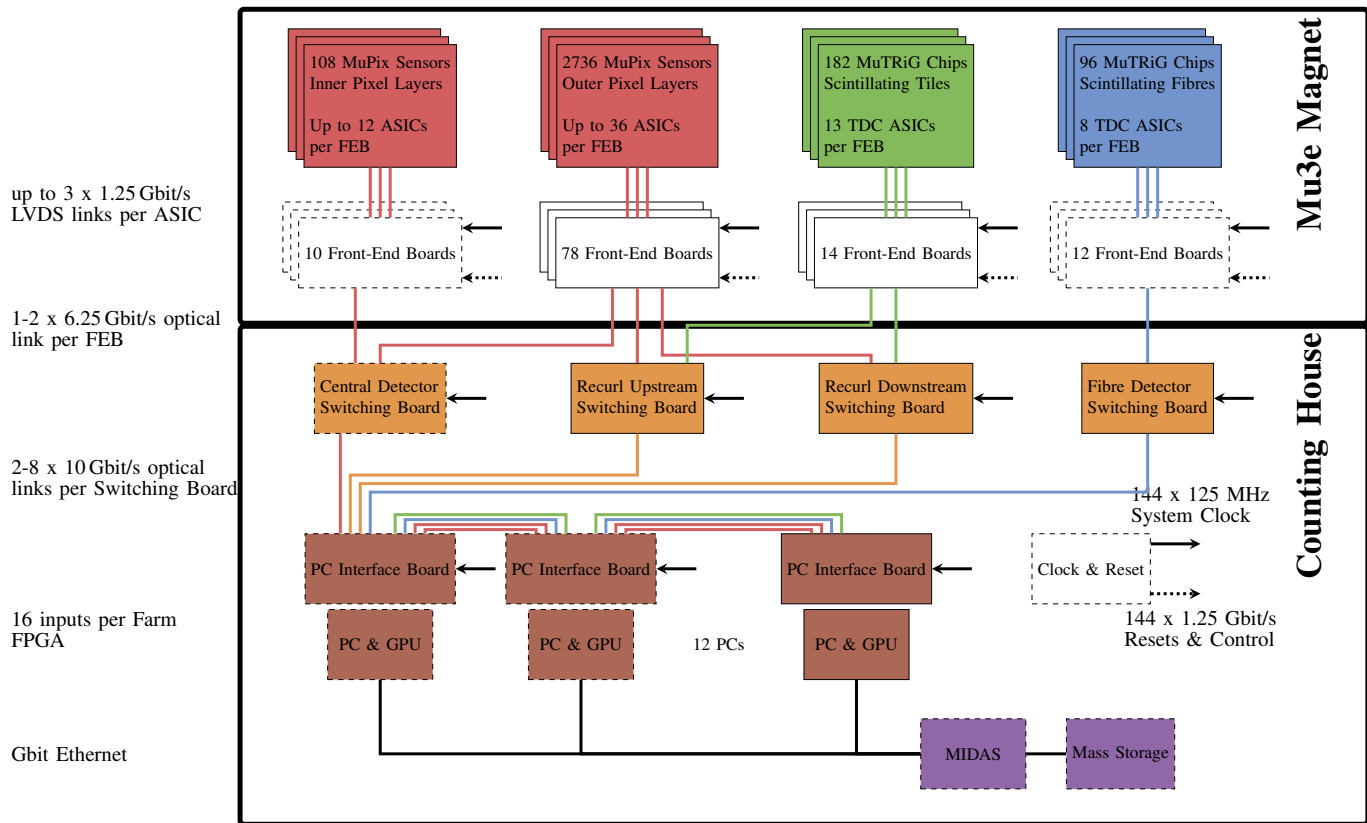 108 MuPix Sensors
Inner Pixel Layers
Up to 12 ASICs
per FEB
2736 MuPix Sensors
Outer Pixel Layers
Up to 36 ASICs
per FEB
182 MuTRiG Chips
Scintillating Tiles
13 TDC ASICs
per FEB
96 MuTRiG Chips
Scintillating Fibres
8 TDC ASICs
per FEB
Mu3e Magnet
up to 3 x 1.25 Gbit/s
LVDS links per ASIC
10 Front-End Boards
78 Front-End Boards
14 Front-End Boards
12 Front-End Boards
1-2 x 6.25 Gbit/s optical
link per FEB
Central Detector
Switching Board
Recurl Upstream
Switching Board
Recurl Downstream
Switching Board
Fibre Detector
Switching Board
Counting House
2-8 x 10 Gbit/s optical
links per Switching Board
144 x 125 MHz
System Clock
PC Interface Board
PC Interface Board
PC Interface Board
Clock & Reset
16 inputs per Farm
FPGA
PC & GPU
PC & GPU
12 PCs
PC & GPU
144 x 1.25 Gbit/s
Resets & Control
Gbit Ethernet
MIDAS
Mass Storage